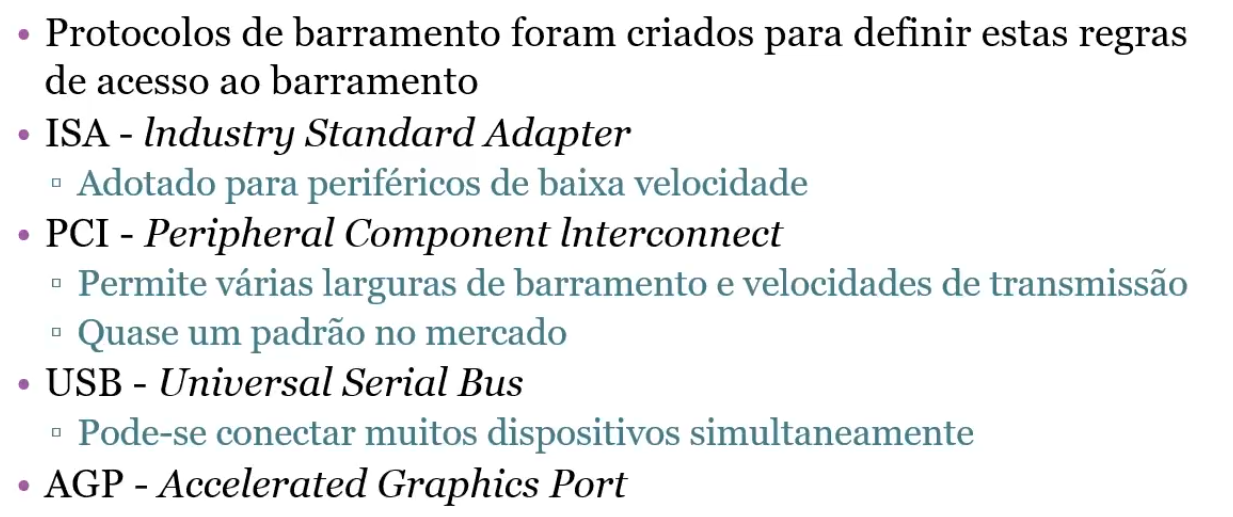 • Protocolos de barramento foram criados para definir estas regras
de acesso ao barramento
• ISA - Industry Standard Adapter
▫ Adotado para periféricos de baixa velocidade
• PCI - Peripheral Component Interconnect
▫ Permite várias larguras de barramento e velocidades de transmissão
▫ Quase um padrão no mercado
• USB - Universal Serial Bus
▫ Pode-se conectar muitos dispositivos simultaneamente
• AGP - Accelerated Graphics Port